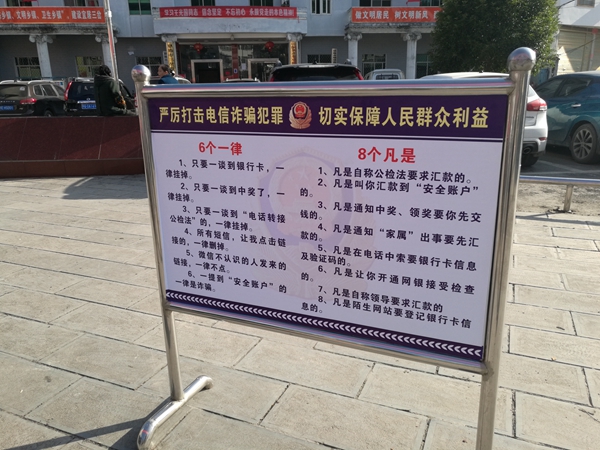 严厉打击电信诈骗犯罪 切实保障人民群众利益
6个一律
1、只要一谈到银行卡，一
律挂掉。
2、只要一谈到中奖了，一
律挂掉。
3、只要一谈到“电话转接
公检法”的，一律挂掉。
4、所有短信，让我点击链
接的，一律删掉。
5、微信不认识的人发来的
链接，一律不点。
6、一提到“安全账户”的
一律是诈骗。
8个凡是
1、凡是自称公检法要求汇款的。
2、凡是叫你汇款到“安全账户”
的。
3、凡是通知中奖、领奖要你先交
钱的。
4、凡是通知“家属”出事要先汇
款的。
5、凡是在电话中索要银行卡信息
及验证码的。
6、凡是让你开通网银接受检查
的。
7、凡是自称领导要求汇款的
8、凡是陌生网站要登记银行卡信
息的。